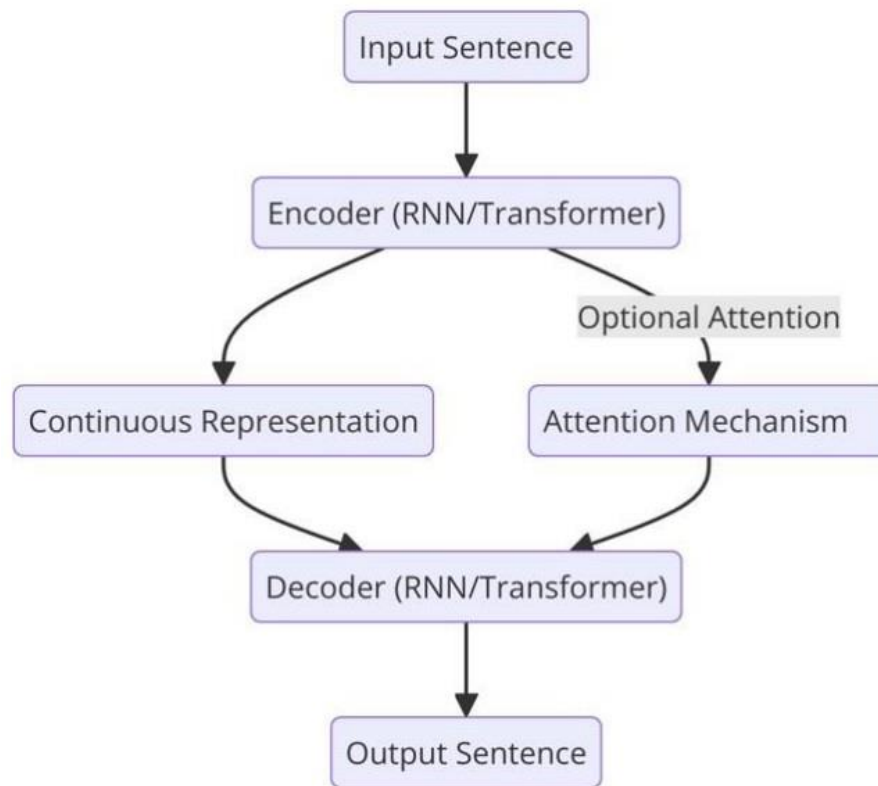 Input Sentence
Encoder (RNN/Transformer)
Optional Attention
Continuous Representation
Attention Mechanism
Decoder (RNN/Transformer)
Output Sentence